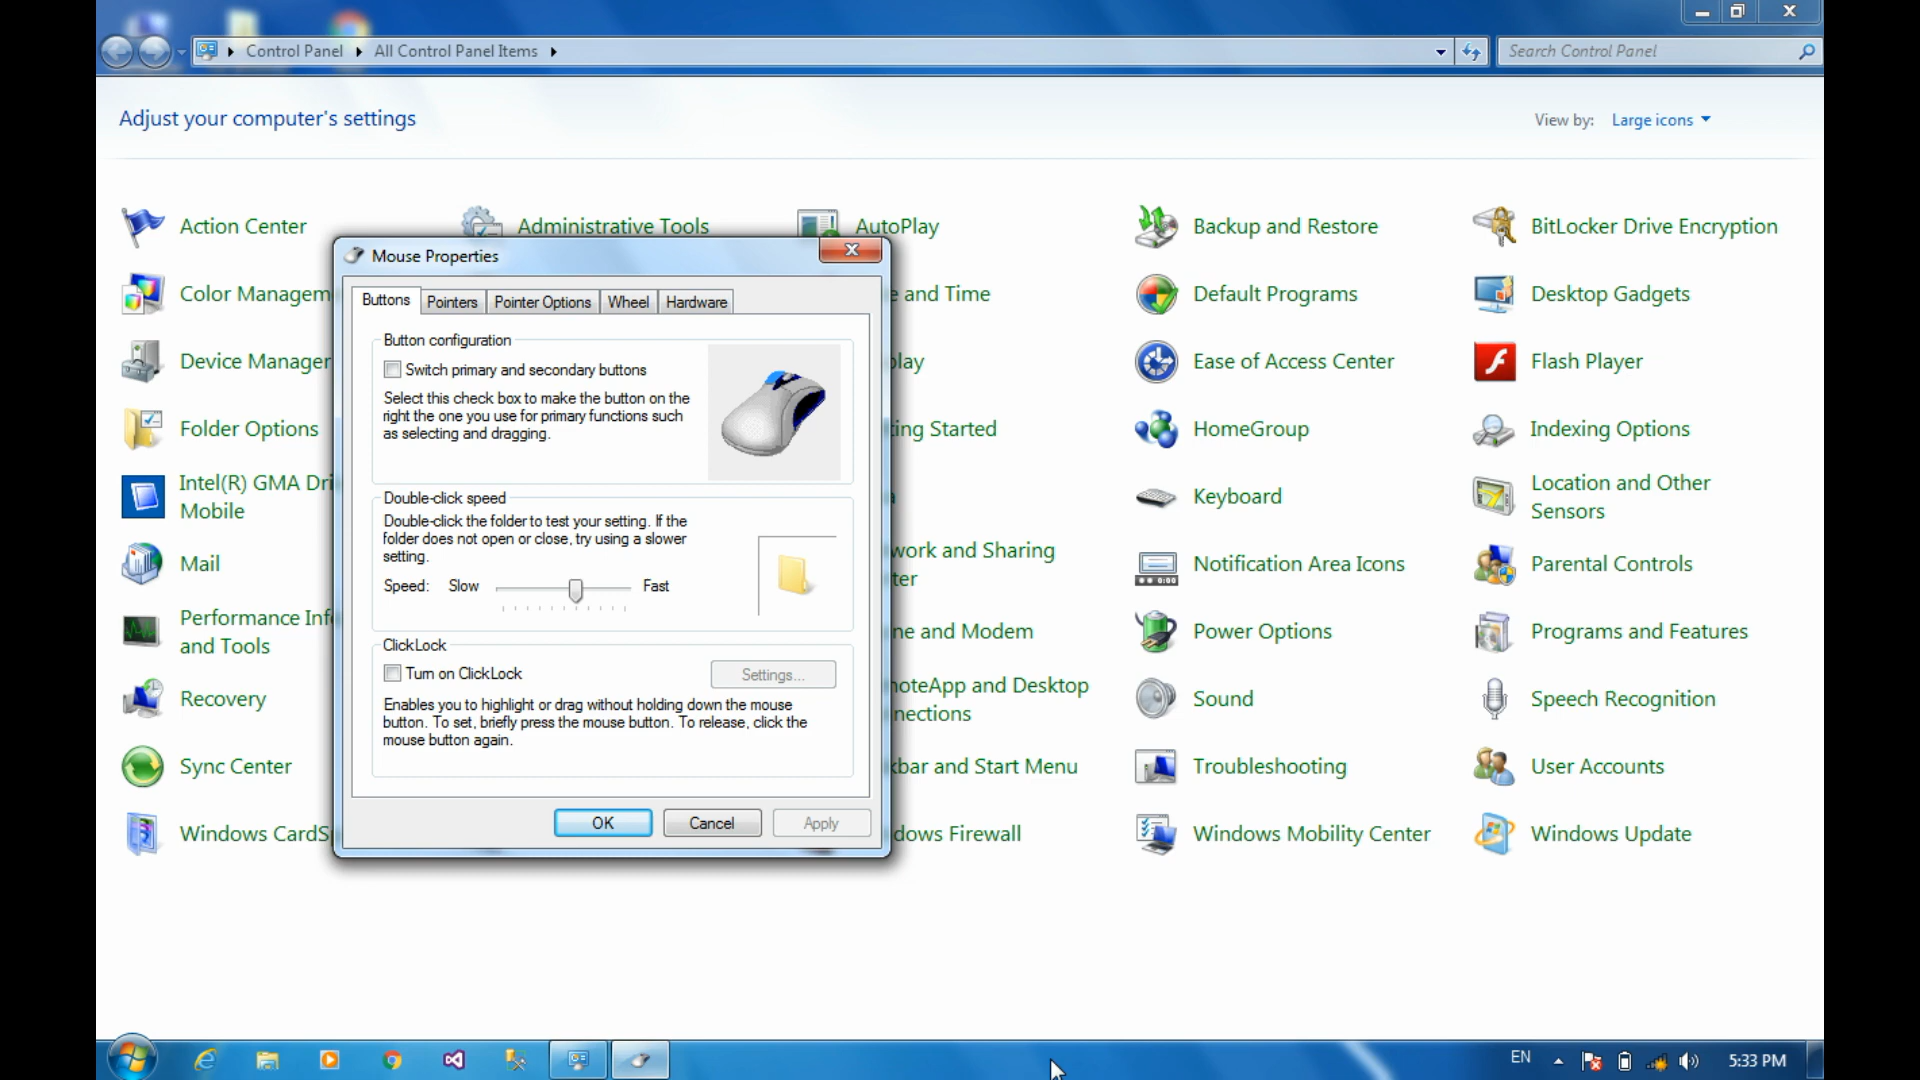 Control Panel
All Control Panel Items
Search Control Panel
Adjust your computer's settings
View by: Large icons
Action Center
Administrative Tools
AutoPlay
Backup and Restore
BitLocker Drive Encryption
Mouse Properties
Color Managem
e and Time
Default Programs
Desktop Gadgets
Buttons
Pointers
Pointer Options
Wheel
Hardware
Button configuration
Switch primary and secondary buttons
Select this check box to make the button on the
right the one you use for primary functions such
as selecting and dragging.
Device Manager
play
Ease of Access Center
Flash Player
Folder Options
ing Started
HomeGroup
Indexing Options
Intel(R) GMA Dri
Mobile
Keyboard
Location and Other
Sensors
Double-click speed
Double-click the folder to test your setting. If the
folder does not open or close, try using a slower
setting.
Speed: Slow Fast
Mail
work and Sharing
ter
Notification Area Icons
Parental Controls
Performance Inf
and Tools
ne and Modem
Power Options
Programs and Features
ClickLock
Turn on ClickLock
Settings...
Enables you to highlight or drag without holding down the mouse
button. To set, briefly press the mouse button. To release, click the
mouse button again.
Recovery
noteApp and Desktop
nections
Sound
Speech Recognition
Sync Center
kbar and Start Menu
Troubleshooting
User Accounts
Windows CardS
dows Firewall
Windows Mobility Center
Windows Update
OK
Cancel
Apply
EN
5:33 PM